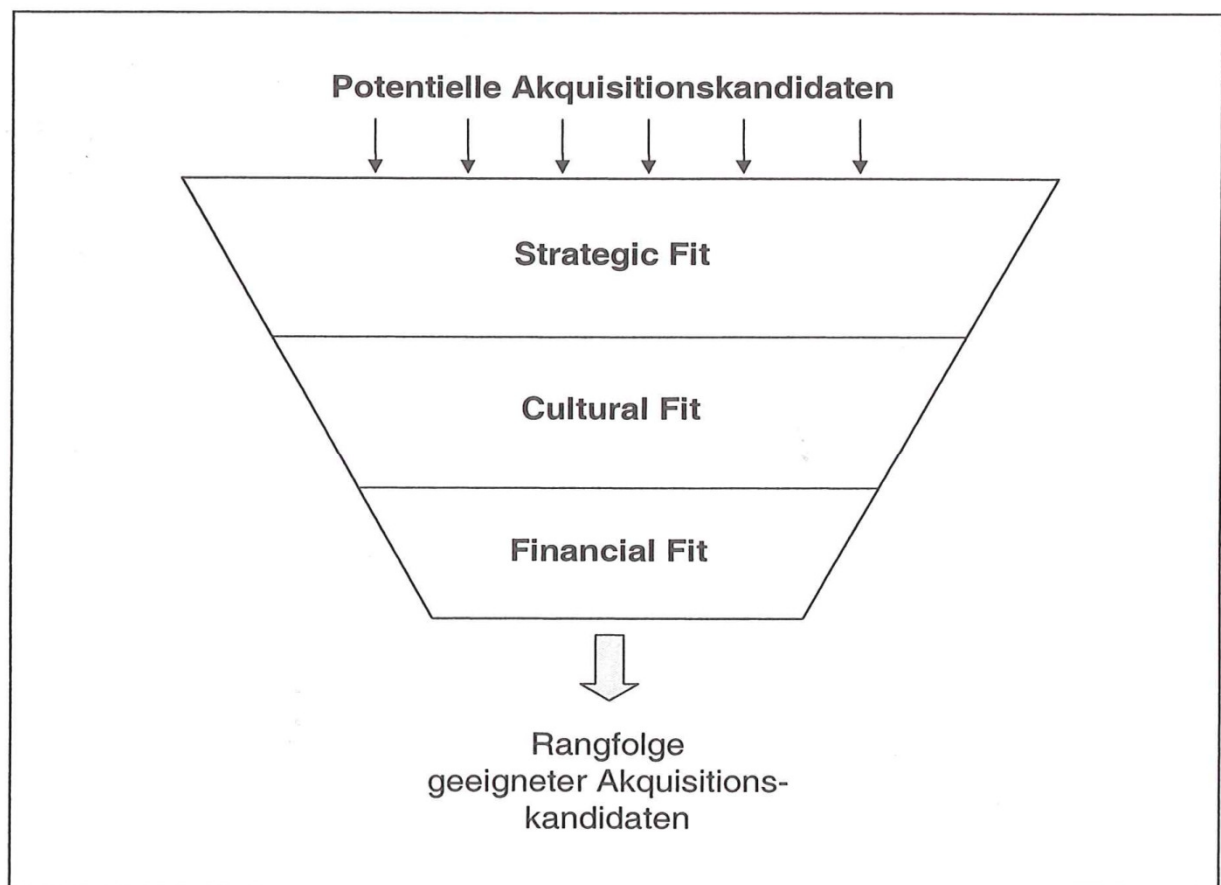 Potentielle Akquisitionskandidaten
Strategic Fit
Cultural Fit
Financial Fit
Rangfolge
geeigneter Akquisitions-
kandidaten